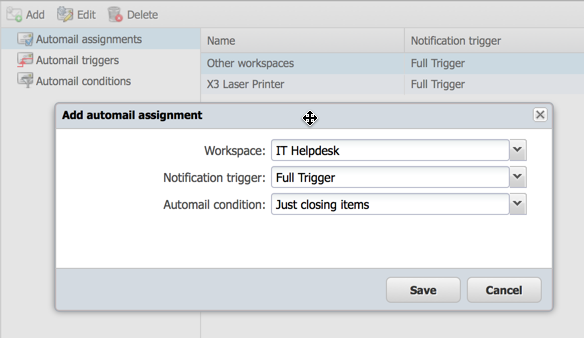 Add Edit Delete
Automail assignments
Automail triggers
Automail conditions
Name Notification trigger
Other workspaces Full Trigger
X3 Laser Printer Full Trigger
Add automail assignment
Workspace: IT Helpdesk
Notification trigger: Full Trigger
Automail condition: Just closing items
Save Cancel